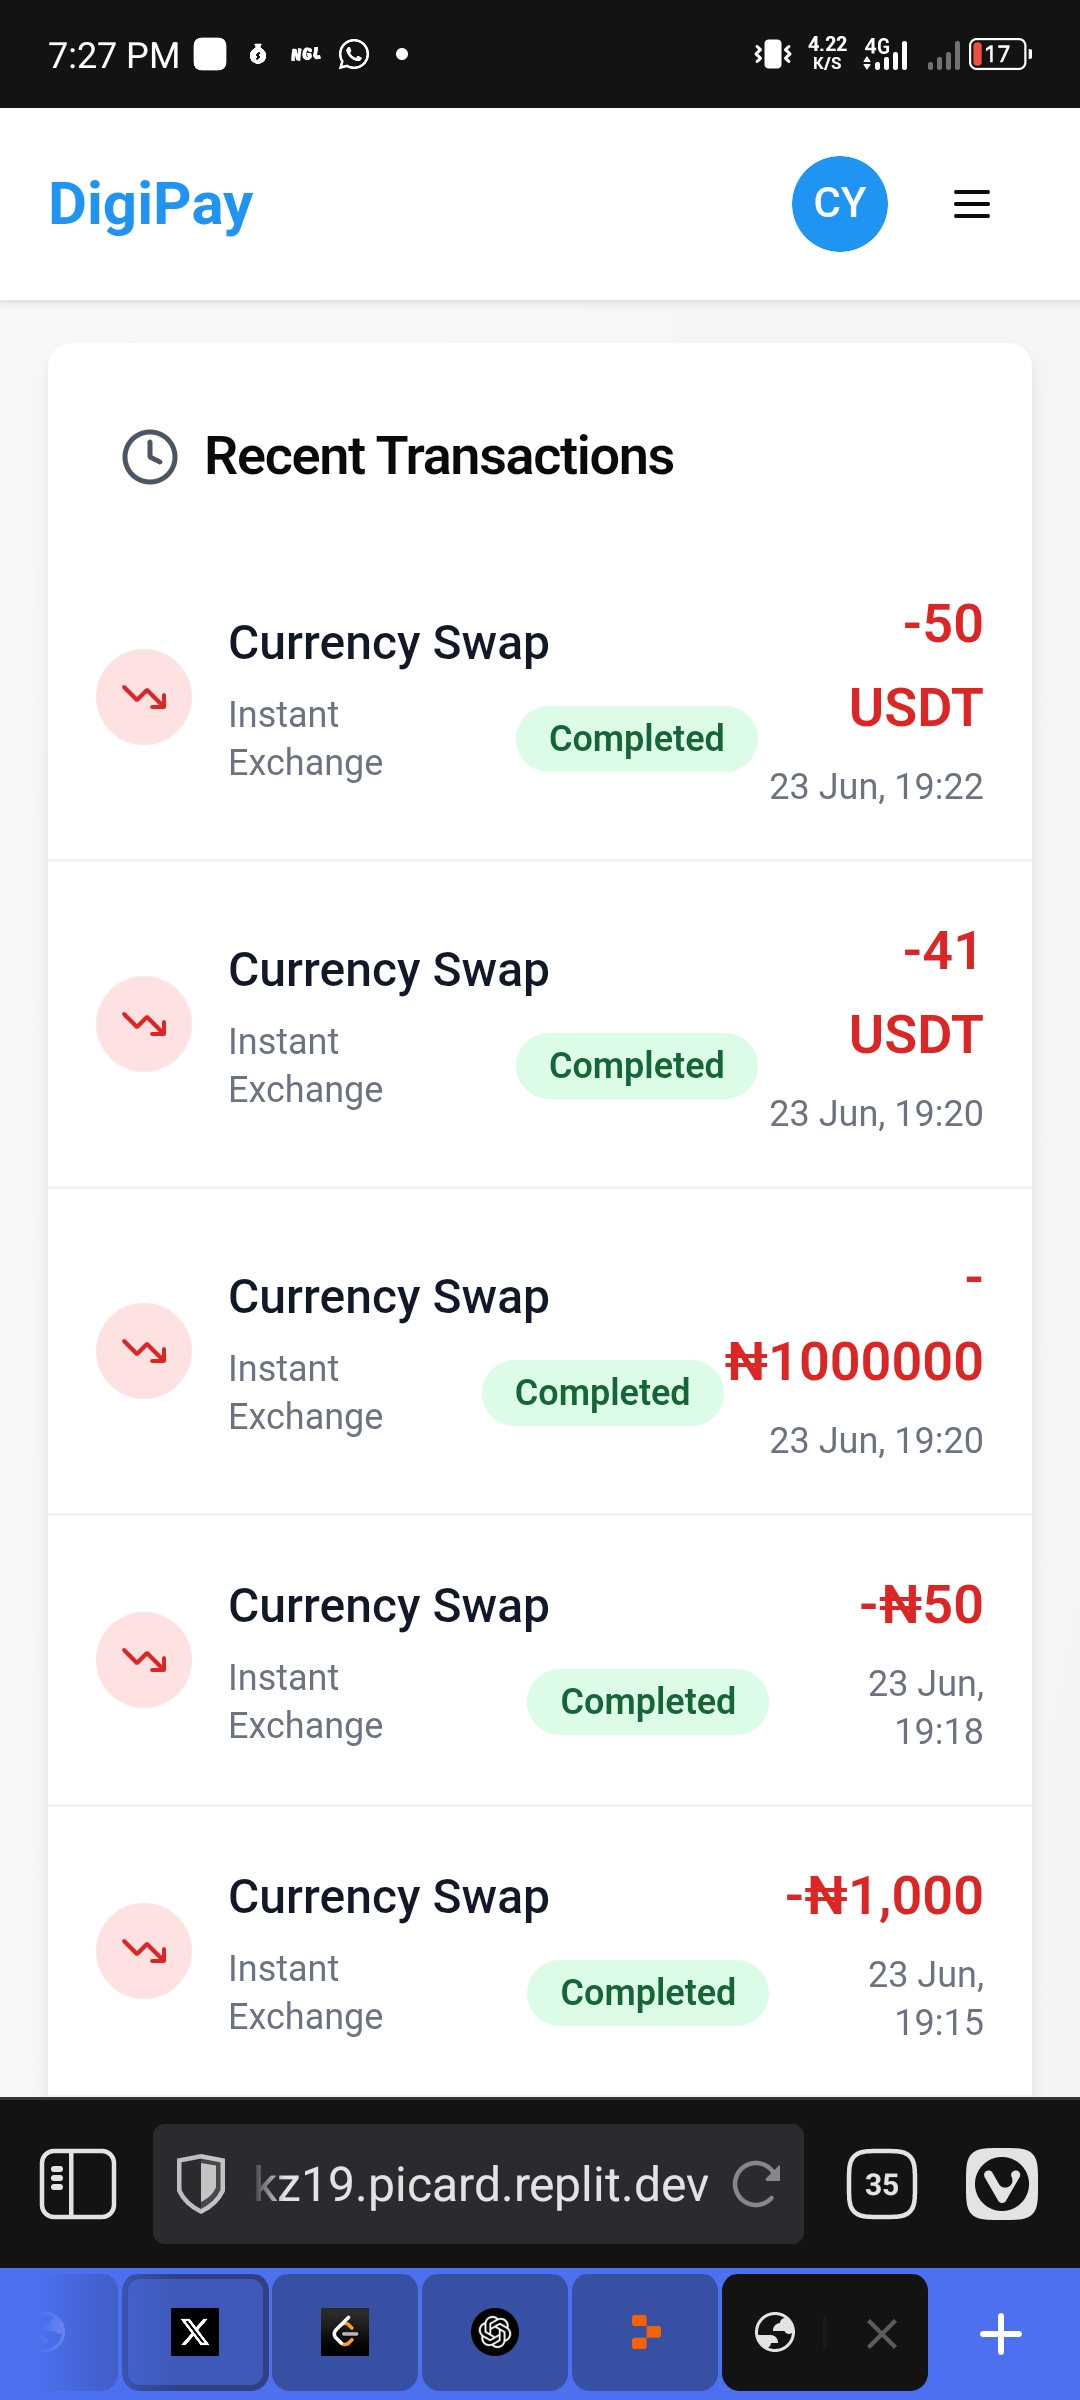 7:27 PM NGL 4.22 K/S 4G 17
DigiPay
CY
Recent Transactions
Currency Swap
Instant
Exchange
Completed
-50
USDT
23 Jun, 19:22
Currency Swap
Instant
Exchange
Completed
-41
USDT
23 Jun, 19:20
Currency Swap
Instant
Exchange
Completed
-
₦1000000
23 Jun, 19:20
Currency Swap
Instant
Exchange
Completed
-₦50
23 Jun,
19:18
Currency Swap
Instant
Exchange
Completed
-₦1,000
23 Jun,
19:15
kz19.picard.replit.dev
35